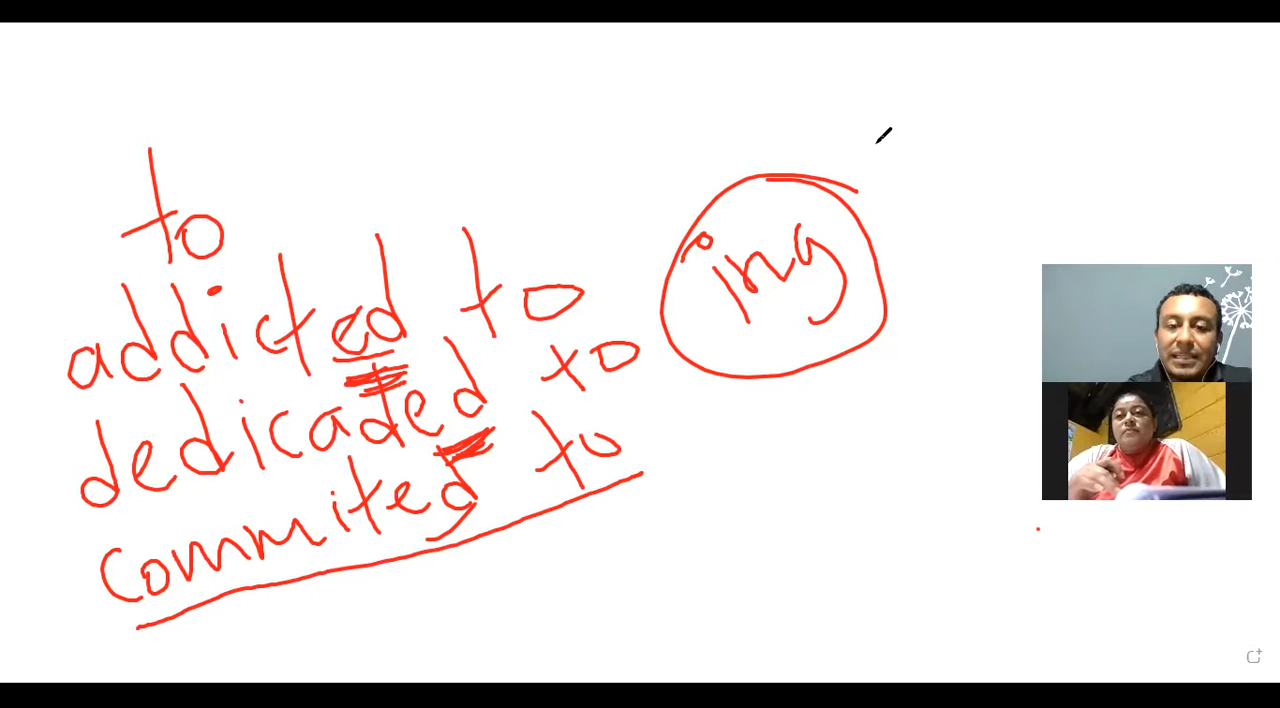 to
addicted to
dedicated to
commited to
ing